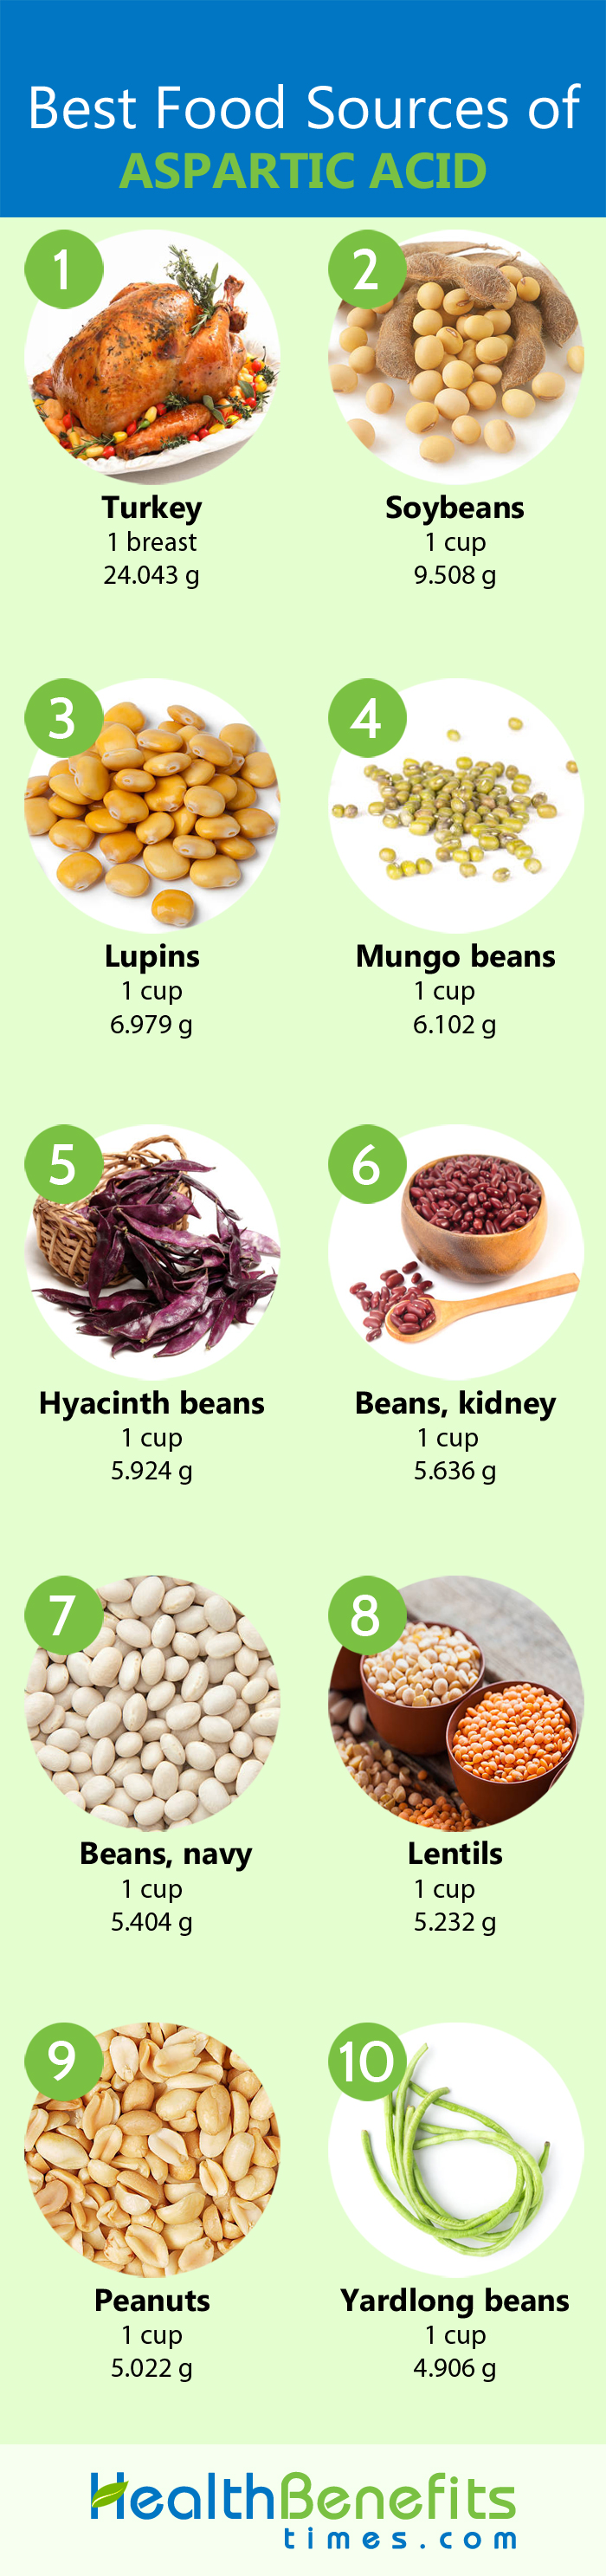 Best Food Sources of
ASPARTIC ACID
1
Turkey
1 breast
24.043 g
2
Soybeans
1 cup
9.508 g
3
Lupins
1 cup
6.979 g
4
Mungo beans
1 cup
6.102 g
5
Hyacinth beans
1 cup
5.924 g
6
Beans, kidney
1 cup
5.636 g
7
Beans, navy
1 cup
5.404 g
8
Lentils
1 cup
5.232 g
9
Peanuts
1 cup
5.022 g
10
Yardlong beans
1 cup
4.906 g
HealthBenefits
times.com